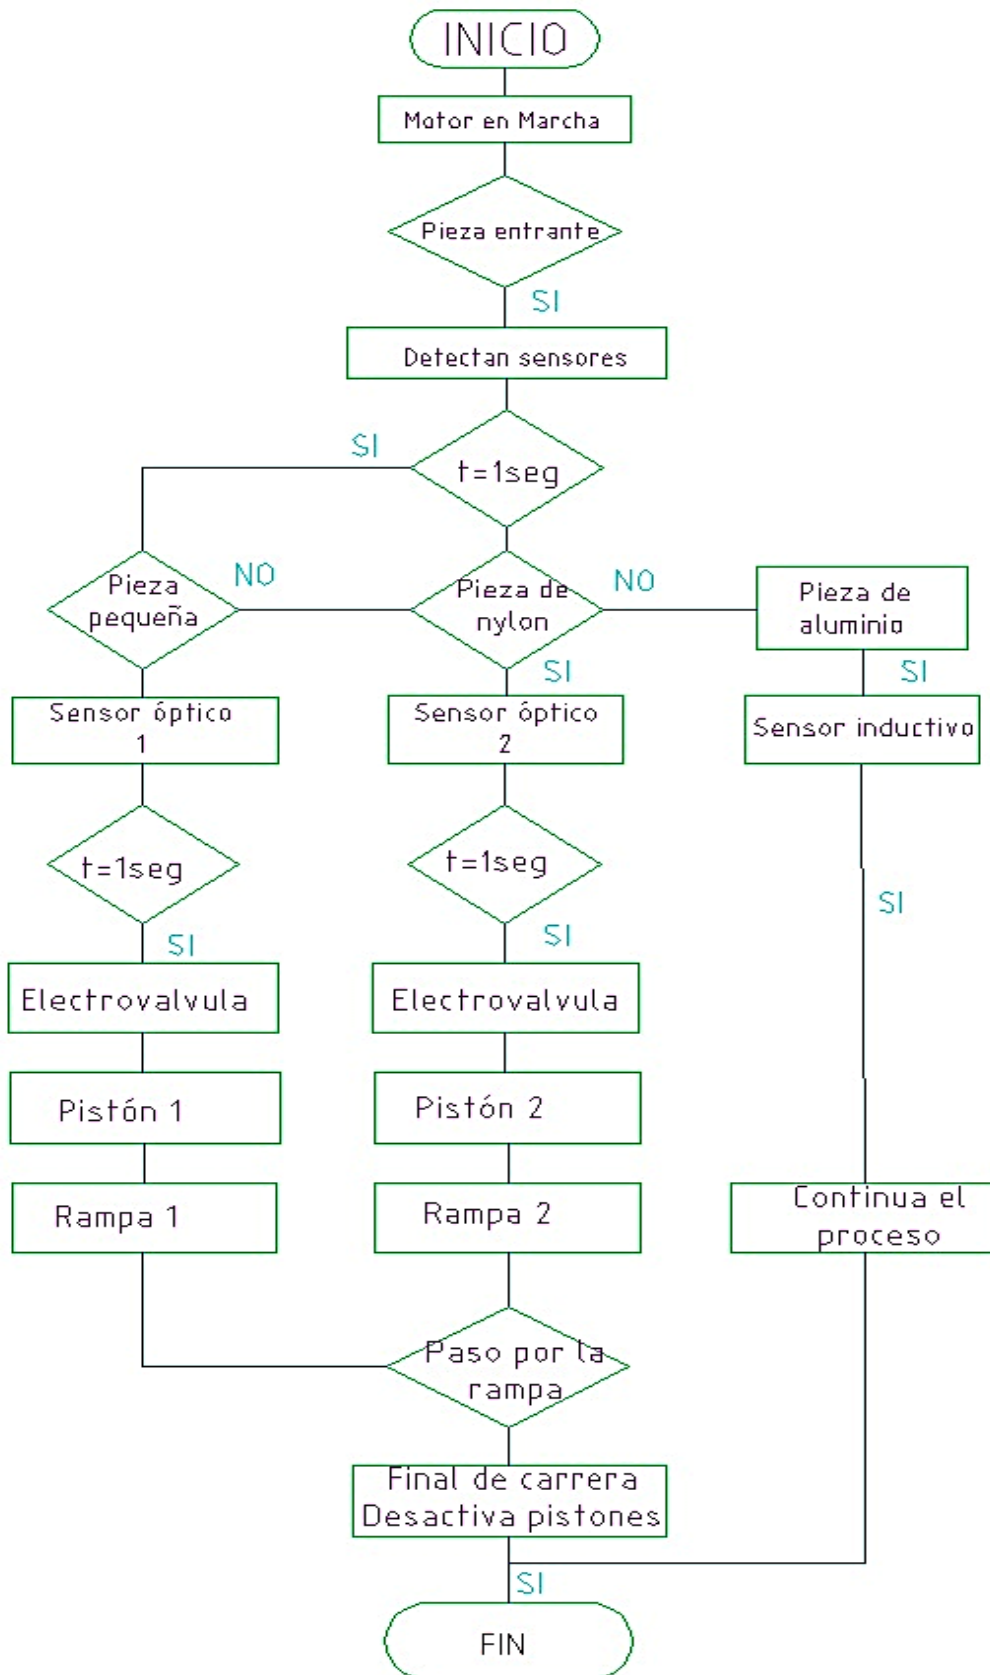 INICIO
Motor en Marcha
Pieza entrante
SI
Detectan sensores
SI
t=1seg
Pieza
pequeña
NO
Pieza de
nylon
NO
Pieza de
aluminio
SI
SI
Sensor óptico
1
Sensor óptico
2
Sensor inductivo
t=1seg
t=1seg
SI
SI
SI
Electrovalvula
Electrovalvula
Pistón 1
Pistón 2
Rampa 1
Rampa 2
Continua el
proceso
Paso por la
rampa
Final de carrera
Desactiva pistones
SI
FIN